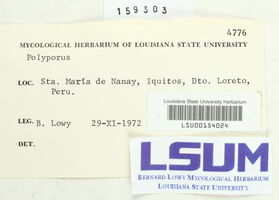 159303
4776
MYCOLOGICAL HERBARIUM OF LOUISIANA STATE UNIVERSITY
Polyporus
LOC. Sta. María de Nanay, Iquitos, Dto. Loreto,
Peru.
Louisiana State University Herbarium
LSU00154024
LEG. B. Lowy 29-XI-1972
DET.
LSUM
BERNARD LOWY MYCOLOGICAL HERBARIUM
LOUISIANA STATE UNIVERSITY